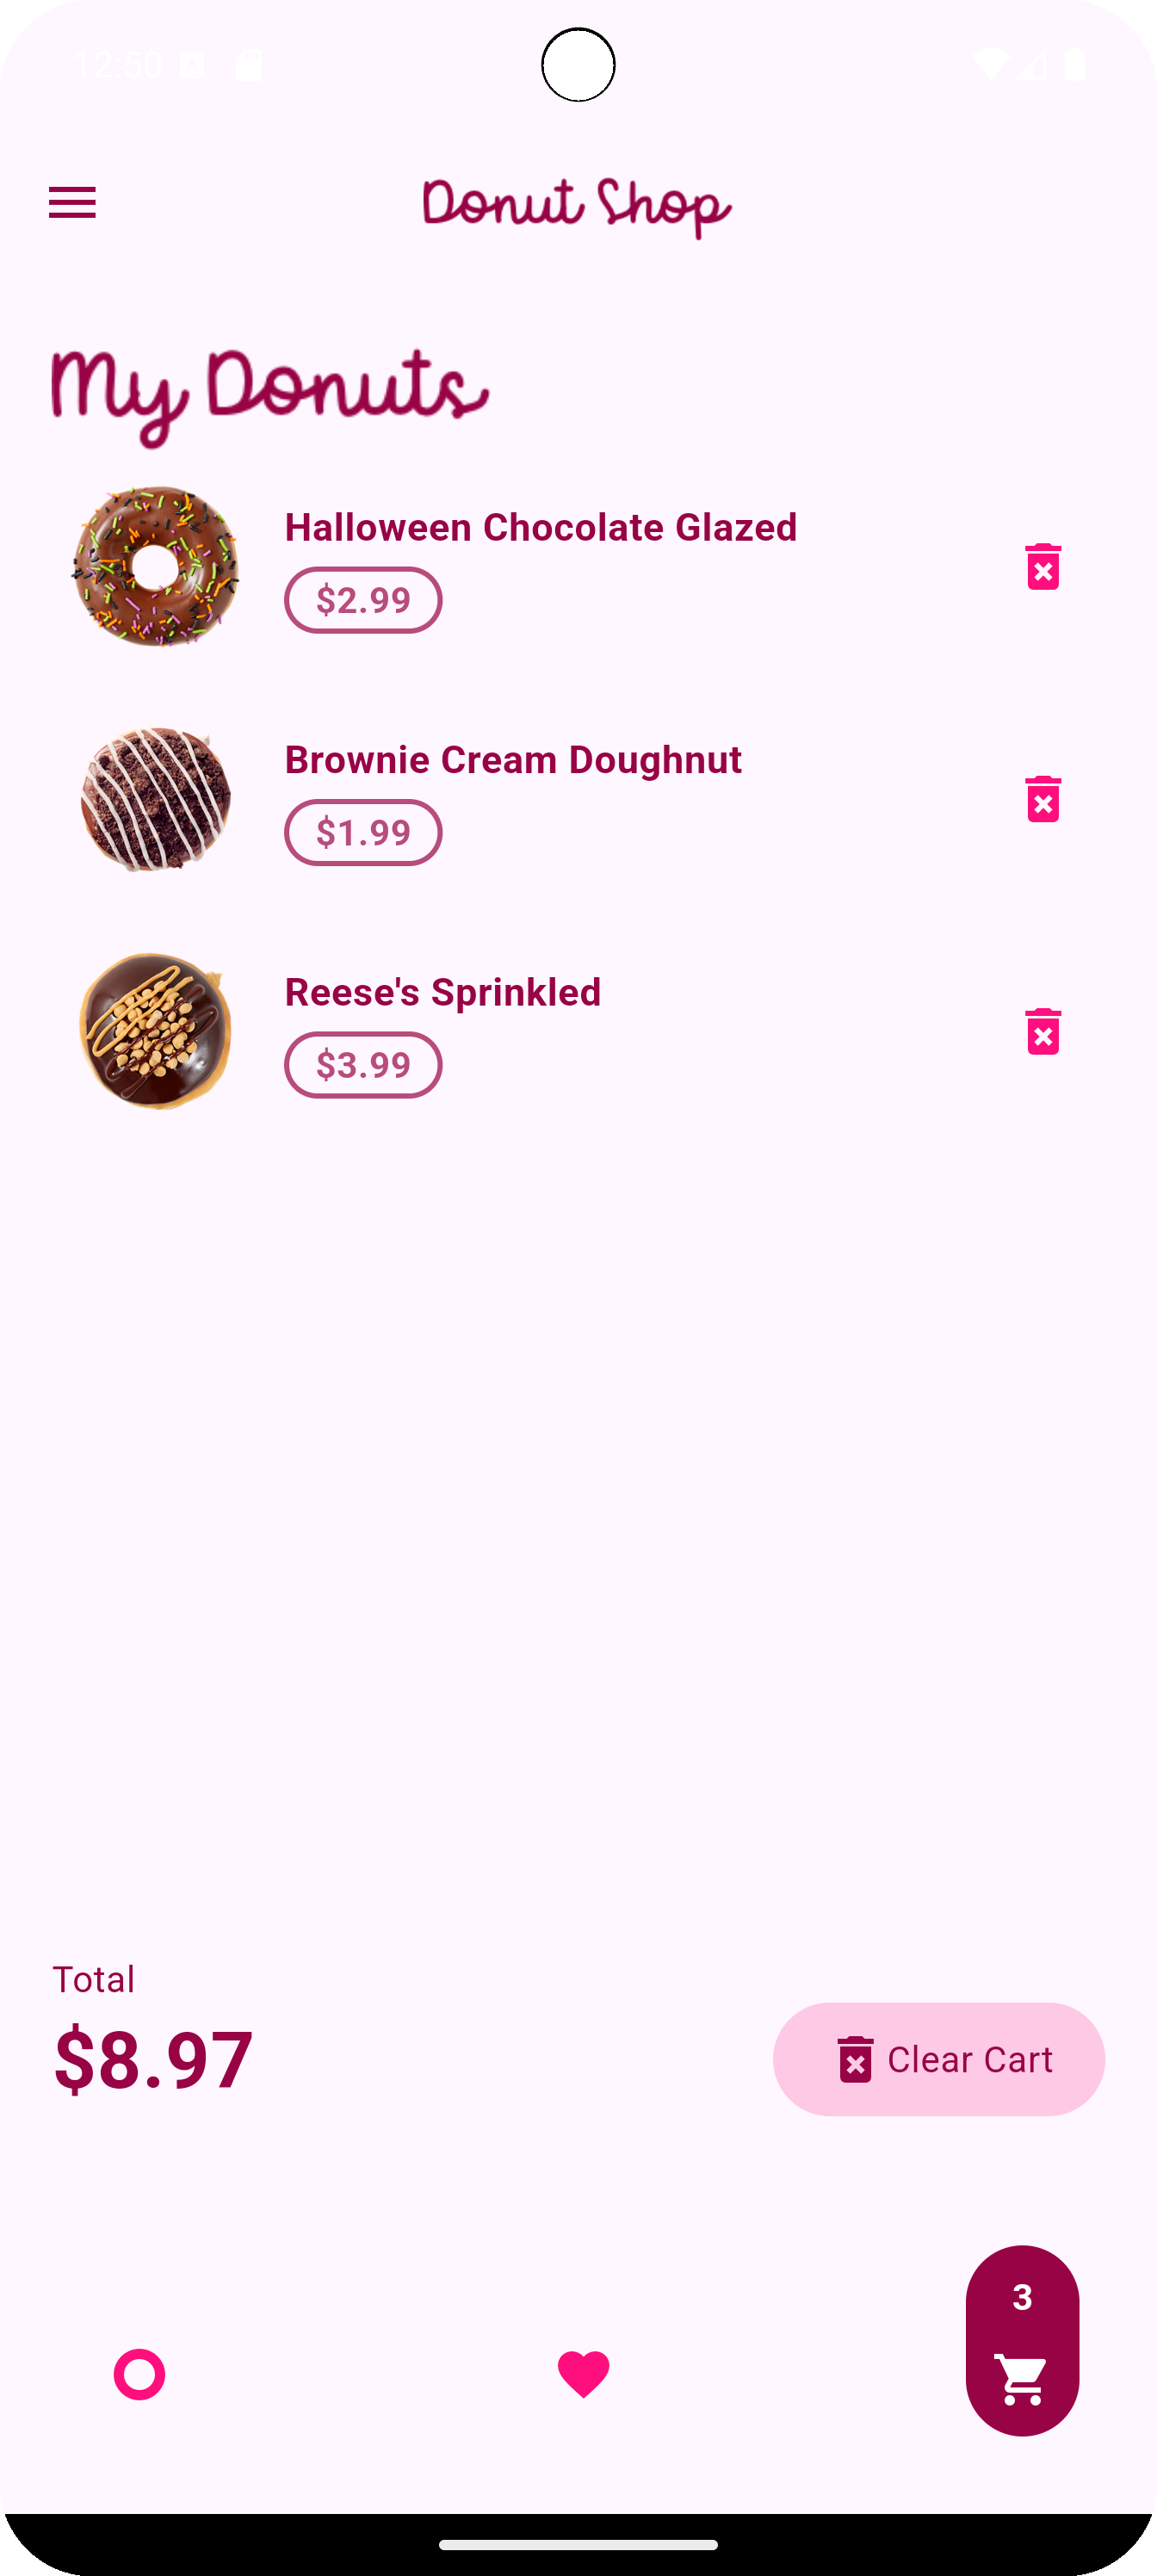 12:50
Donut Shop
My Donuts
Halloween Chocolate Glazed
$2.99
Brownie Cream Doughnut
$1.99
Reese's Sprinkled
$3.99
Total
$8.97
Clear Cart
3